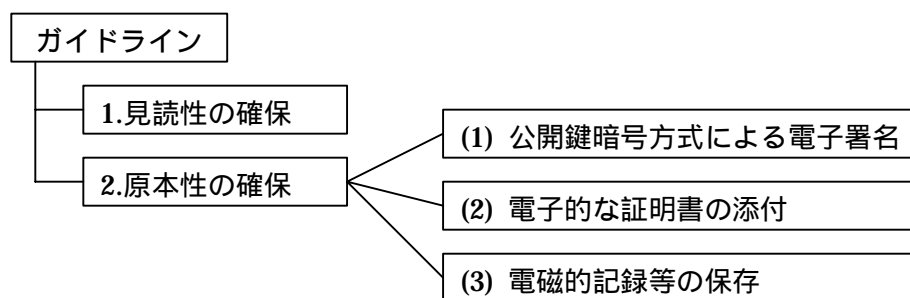 ガイドライン
1.見読性の確保
2.原本性の確保
(1) 公開鍵暗号方式による電子署名
(2) 電子的な証明書の添付
(3) 電磁的記録等の保存